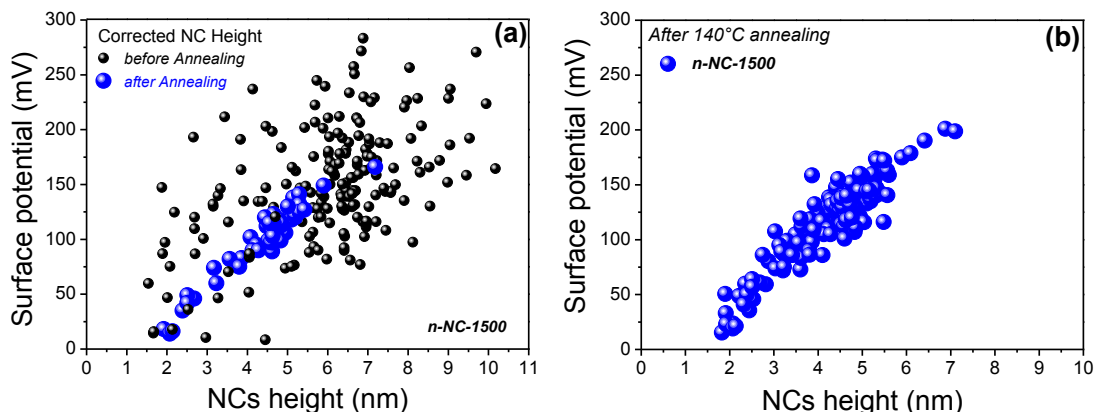 (a)
Corrected NC Height
before Annealing
after Annealing
n-NC-1500
Surface potential (mV)
300
250
200
150
100
50
0
0 1 2 3 4 5 6 7 8 9 10 11
NCs height (nm)
(b)
After 140°C annealing
n-NC-1500
Surface potential (mV)
300
250
200
150
100
50
0
0 1 2 3 4 5 6 7 8 9 10
NCs height (nm)